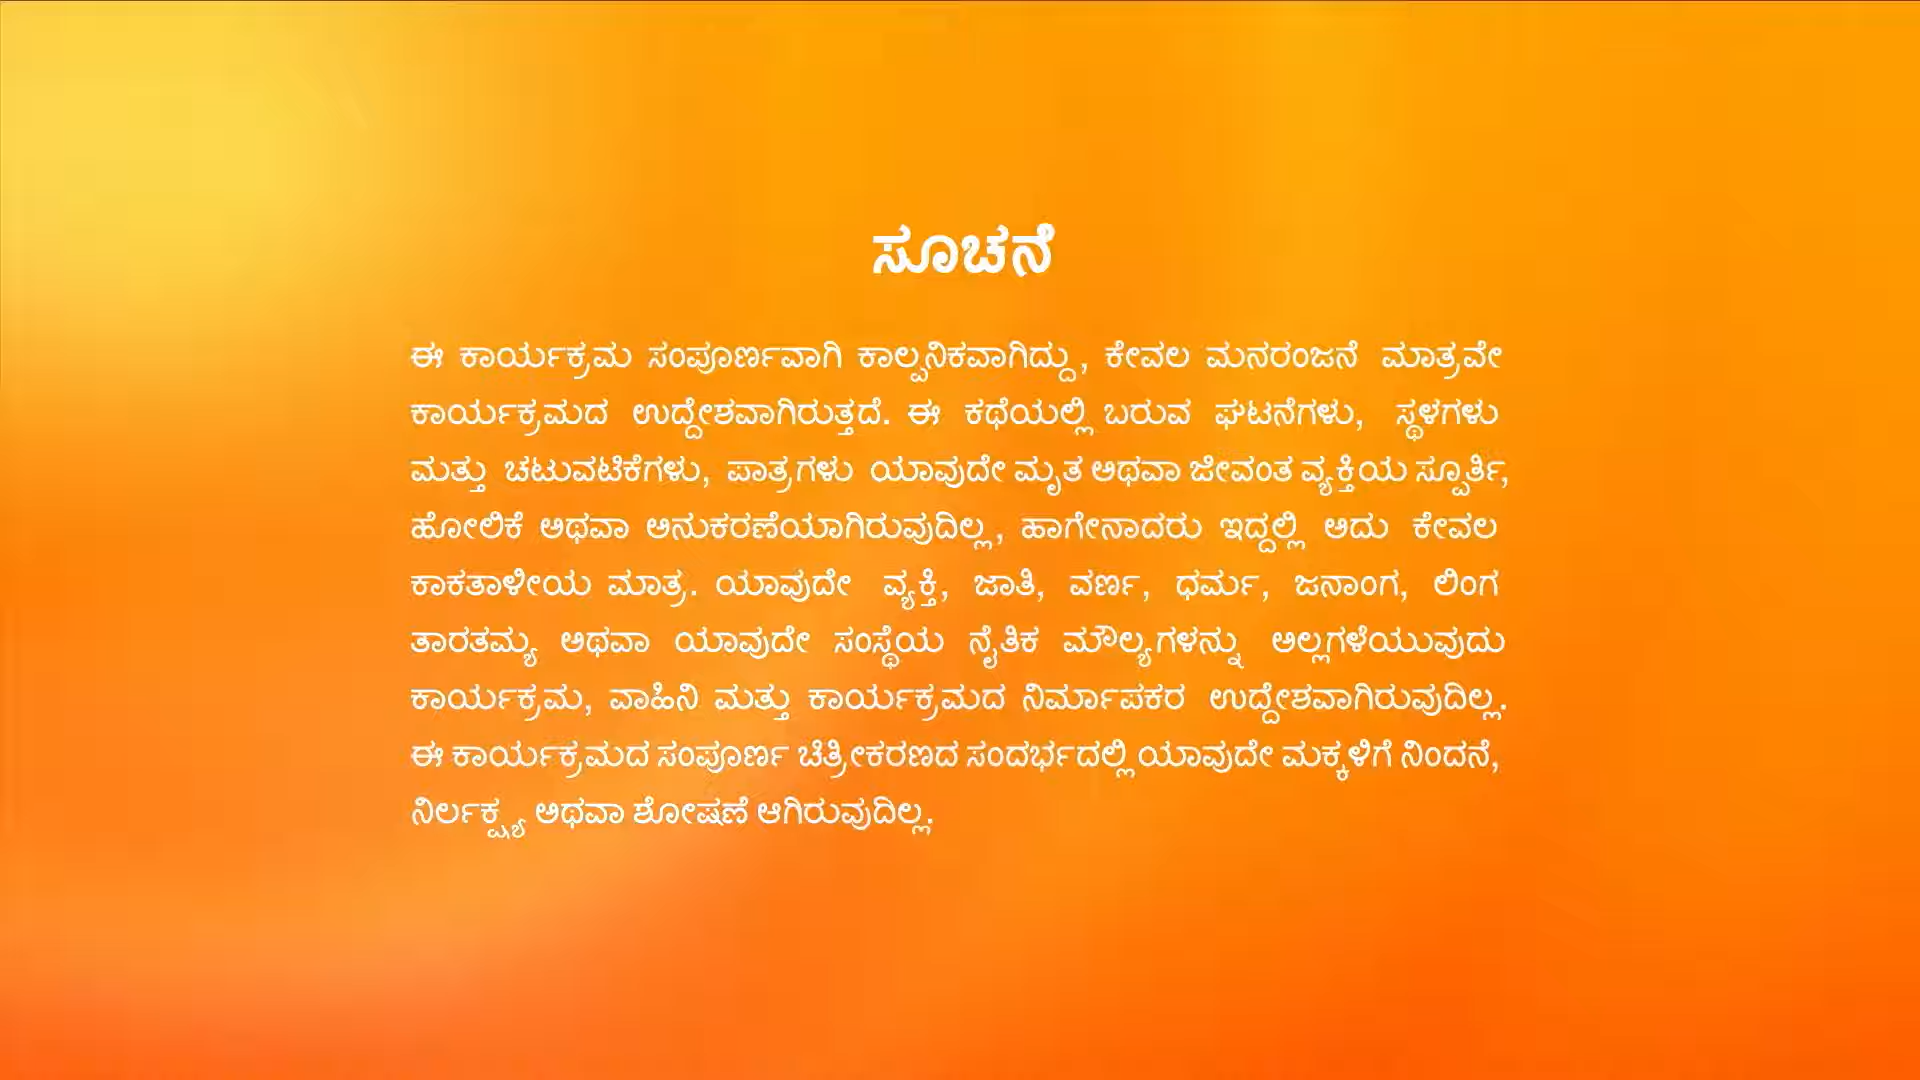 ಸೂಚನೆ
ಈ ಕಾರ್ಯಕ್ರಮ ಸಂಪೂರ್ಣವಾಗಿ ಕಾಲ್ಪನಿಕವಾಗಿದ್ದು, ಕೇವಲ ಮನರಂಜನೆ ಮಾತ್ರವೇ
ಕಾರ್ಯಕ್ರಮದ ಉದ್ದೇಶವಾಗಿರುತ್ತದೆ. ಈ ಕಥೆಯಲ್ಲಿ ಬರುವ ಘಟನೆಗಳು, ಸ್ಥಳಗಳು
ಮತ್ತು ಚಟುವಟಿಕೆಗಳು, ಪಾತ್ರಗಳು ಯಾವುದೇ ಮೃತ ಅಥವಾ ಜೀವಂತ ವ್ಯಕ್ತಿಯ ಸ್ಪೂರ್ತಿ,
ಹೋಲಿಕೆ ಅಥವಾ ಅನುಕರಣೆಯಾಗಿರುವುದಿಲ್ಲ, ಹಾಗೇನಾದರು ಇದ್ದಲ್ಲಿ ಅದು ಕೇವಲ
ಕಾಕತಾಳೀಯ ಮಾತ್ರ. ಯಾವುದೇ ವ್ಯಕ್ತಿ, ಜಾತಿ, ವರ್ಣ, ಧರ್ಮ, ಜನಾಂಗ, ಲಿಂಗ
ತಾರತಮ್ಯ ಅಥವಾ ಯಾವುದೇ ಸಂಸ್ಥೆಯ ನೈತಿಕ ಮೌಲ್ಯಗಳನ್ನು ಅಲ್ಲಗಳೆಯುವುದು
ಕಾರ್ಯಕ್ರಮ, ವಾಹಿನಿ ಮತ್ತು ಕಾರ್ಯಕ್ರಮದ ನಿರ್ಮಾಪಕರ ಉದ್ದೇಶವಾಗಿರುವುದಿಲ್ಲ.
ಈ ಕಾರ್ಯಕ್ರಮದ ಸಂಪೂರ್ಣ ಚಿತ್ರೀಕರಣದ ಸಂದರ್ಭದಲ್ಲಿ ಯಾವುದೇ ಮಕ್ಕಳಿಗೆ ನಿಂದನೆ,
ನಿರ್ಲಕ್ಷ್ಯ ಅಥವಾ ಶೋಷಣೆ ಆಗಿರುವುದಿಲ್ಲ.